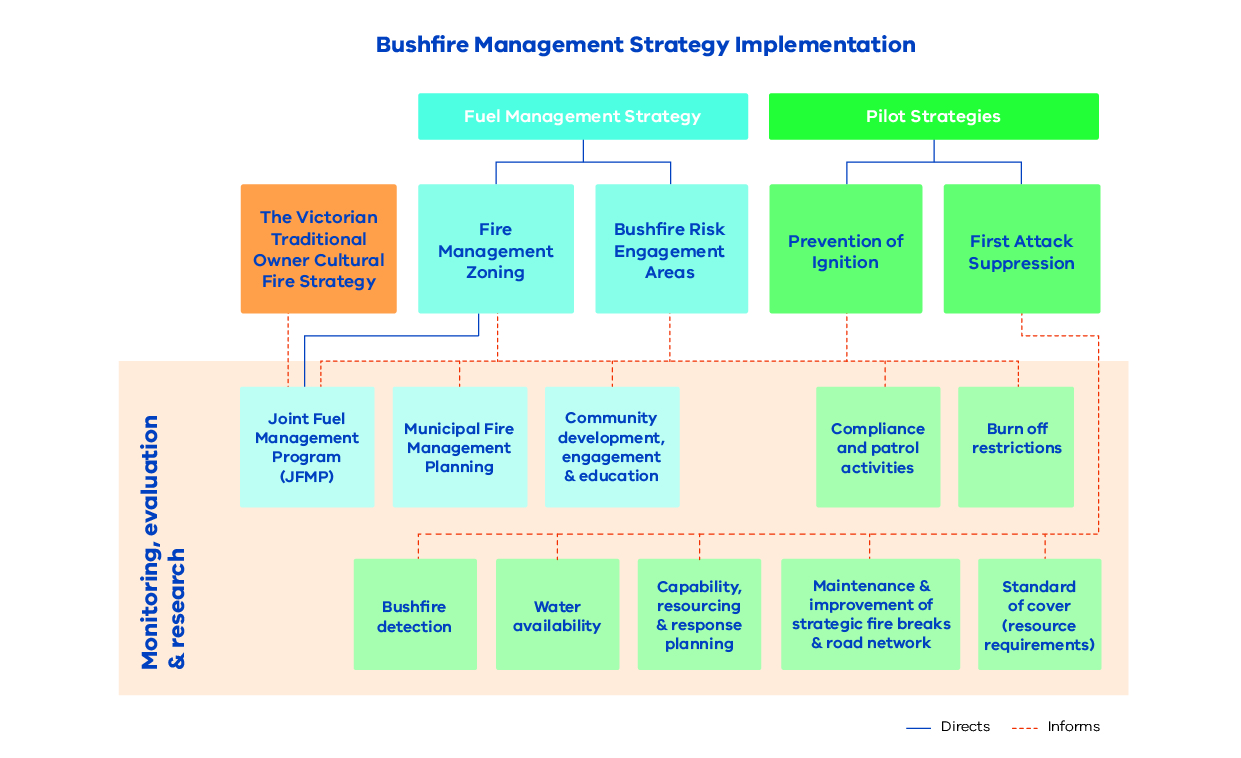 Bushfire Management Strategy Implementation
Fuel Management Strategy
Pilot Strategies
The Victorian
Traditional
Owner Cultural
Fire Strategy
Fire
Management
Zoning
Bushfire Risk
Engagement
Areas
Prevention of
Ignition
First Attack
Suppression
Monitoring, evaluation
& research
Joint Fuel
Management
Program
(JFMP)
Municipal Fire
Management
Planning
Community
development,
engagement
& education
Compliance
and patrol
activities
Burn off
restrictions
Bushfire
detection
Water
availability
Capability,
resourcing
& response
planning
Maintenance &
improvement of
strategic fire breaks
& road network
Standard
of cover
(resource
requirements)
Directs
Informs